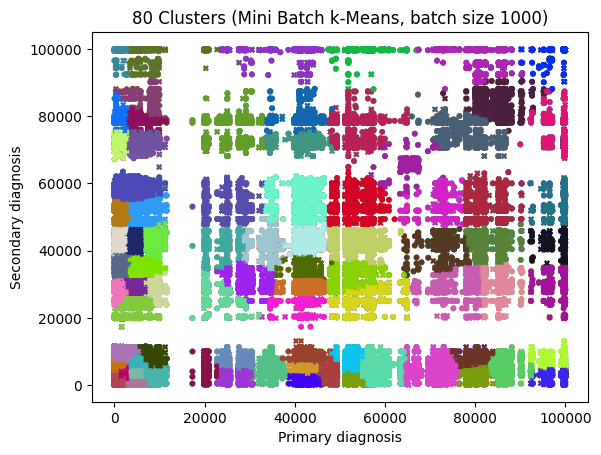 80 Clusters (Mini Batch k-Means, batch size 1000)
100000
80000
60000
40000
20000
0
Secondary diagnosis
0 20000 40000 60000 80000 100000
Primary diagnosis